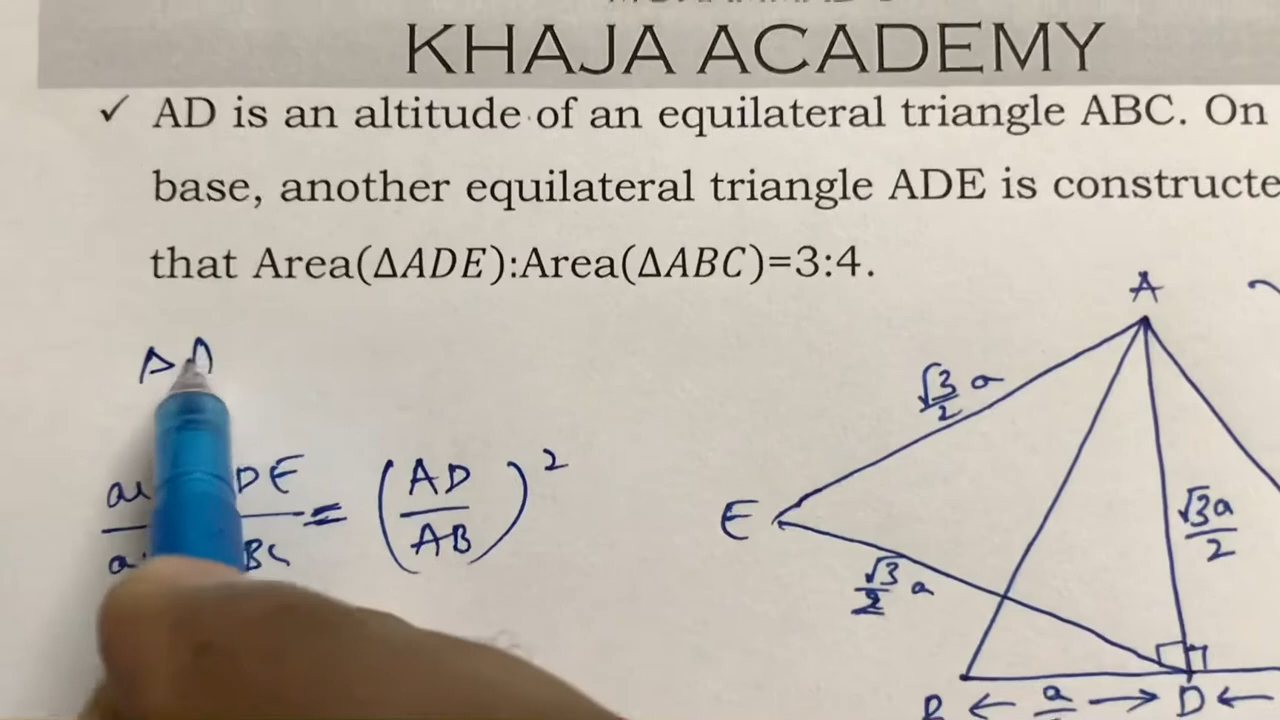 KHAJA ACADEMY
✓ AD is an altitude of an equilateral triangle ABC. On
base, another equilateral triangle ADE is constructe
that Area(ΔADE):Area(ΔABC)=3:4.
A
√3/2 a
Δ A
DE = (AD/AB)²
BC
E
√3a/2
√3/2 a
B ← a → D ←